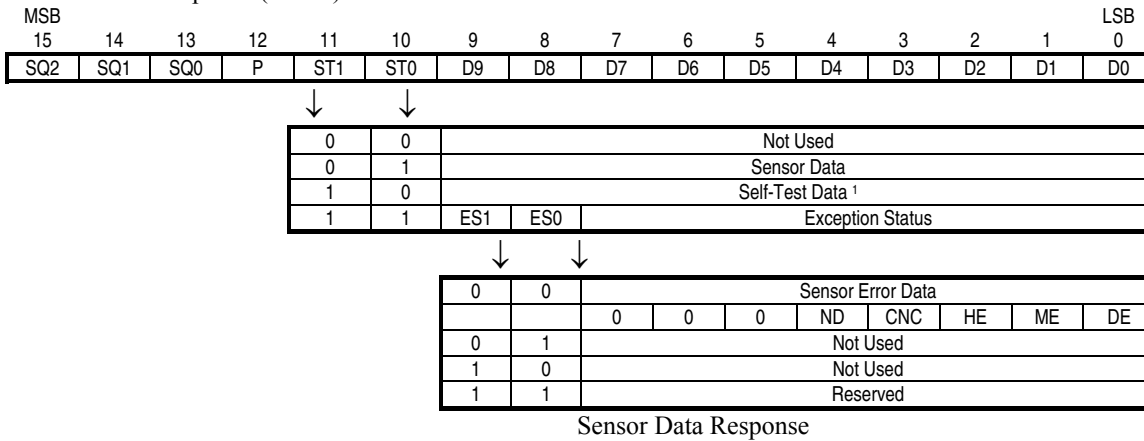 MSB LSB
15 14 13 12 11 10 9 8 7 6 5 4 3 2 1 0
SQ2 SQ1 SQ0 P ST1 ST0 D9 D8 D7 D6 D5 D4 D3 D2 D1 D0
↓ ↓
0 0 Not Used
0 1 Sensor Data
1 0 Self-Test Data ¹
1 1 ES1 ES0 Exception Status
↓ ↓
0 0 Sensor Error Data
0 0 0 ND CNC HE ME DE
0 1 Not Used
1 0 Not Used
1 1 Reserved
Sensor Data Response